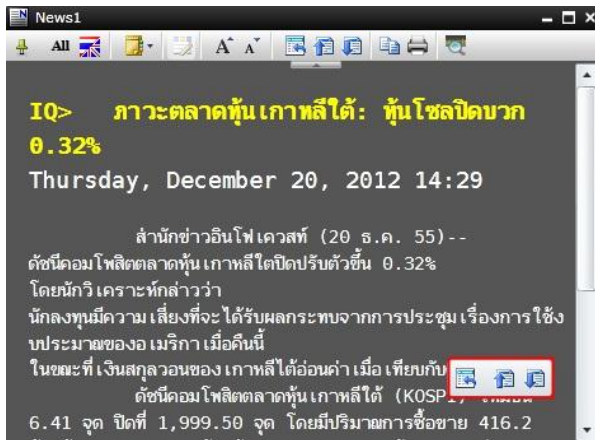 News1
All
A A
IQ> ภาวะตลาดหุ้นเกาหลีใต้: หุ้นโซลปิดบวก
0.32%
Thursday, December 20, 2012 14:29
สำนักข่าวอินโฟเควสท์ (20 ธ.ค. 55)--
ดัชนีคอมโพสิตตลาดหุ้นเกาหลีใต้ปิดปรับตัวขึ้น 0.32%
โดยนักวิเคราะห์กล่าวว่า
นักลงทุนมีความเสี่ยงที่จะได้รับผลกระทบจากการประชุมเรื่องการใช้ง
บประมาณของอเมริกาเมื่อคืนนี้
ในขณะที่เงินสกุลวอนของเกาหลีใต้อ่อนค่าเมื่อเทียบกับ
ดัชนีคอมโพสิตตลาดหุ้นเกาหลีใต้ (KOSPI)
6.41 จุด ปิดที่ 1,999.50 จุด โดยมีปริมาณการซื้อขาย 416.2